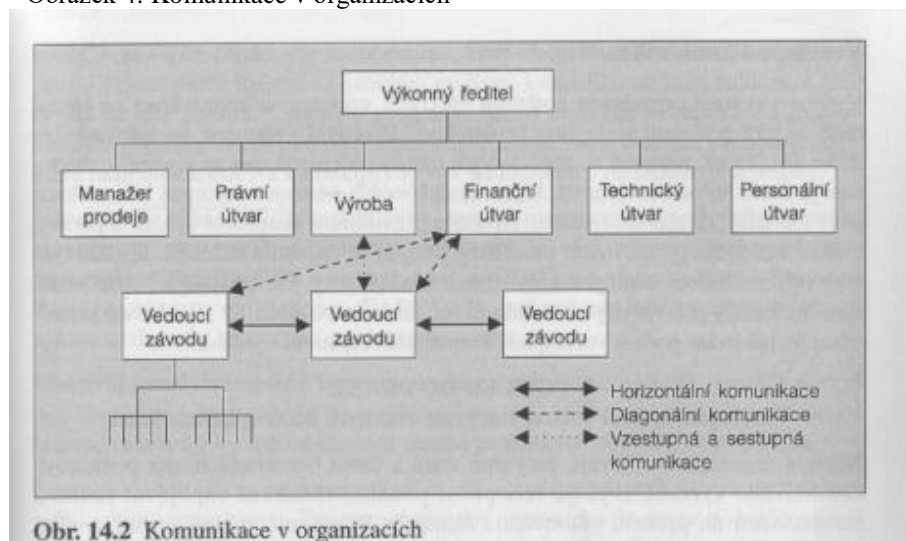 Obrázek 4: Komunikace v organizacích
Výkonný ředitel
Manažer
prodeje
Právní
útvar
Výroba
Finanční
útvar
Technický
útvar
Personální
útvar
Vedoucí
závodu
Vedoucí
závodu
Vedoucí
závodu
Horizontální komunikace
Diagonální komunikace
Vzestupná a sestupná
komunikace
Obr. 14.2 Komunikace v organizacích